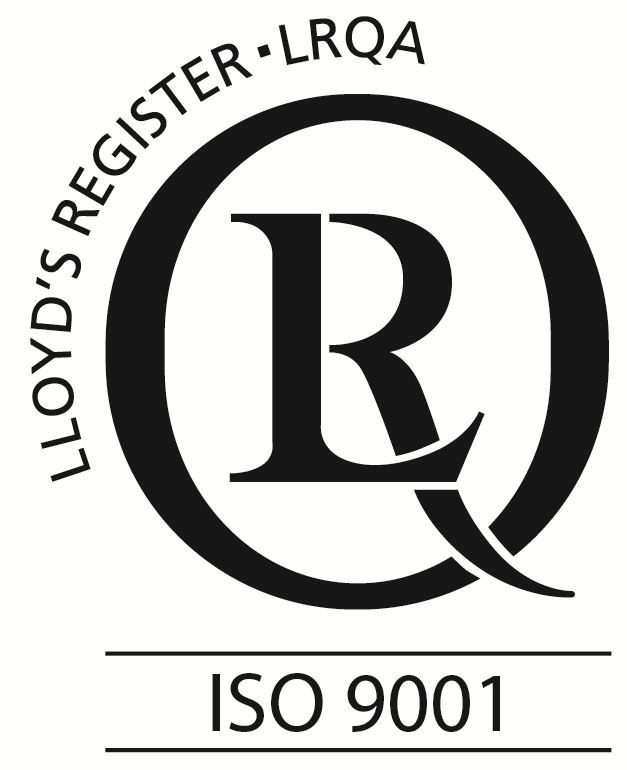 LLOYD'S REGISTER · LRQA
LRQ
ISO 9001